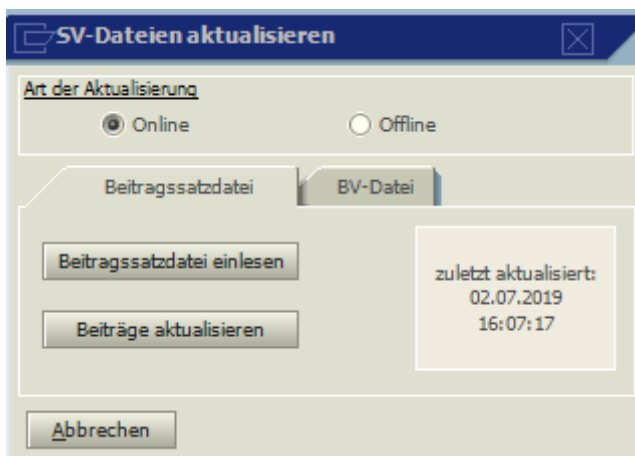 SV-Dateien aktualisieren
Art der Aktualisierung
Online Offline
Beitragssatzdatei BV-Datei
Beitragssatzdatei einlesen
zuletzt aktualisiert:
02.07.2019
16:07:17
Beiträge aktualisieren
Abbrechen